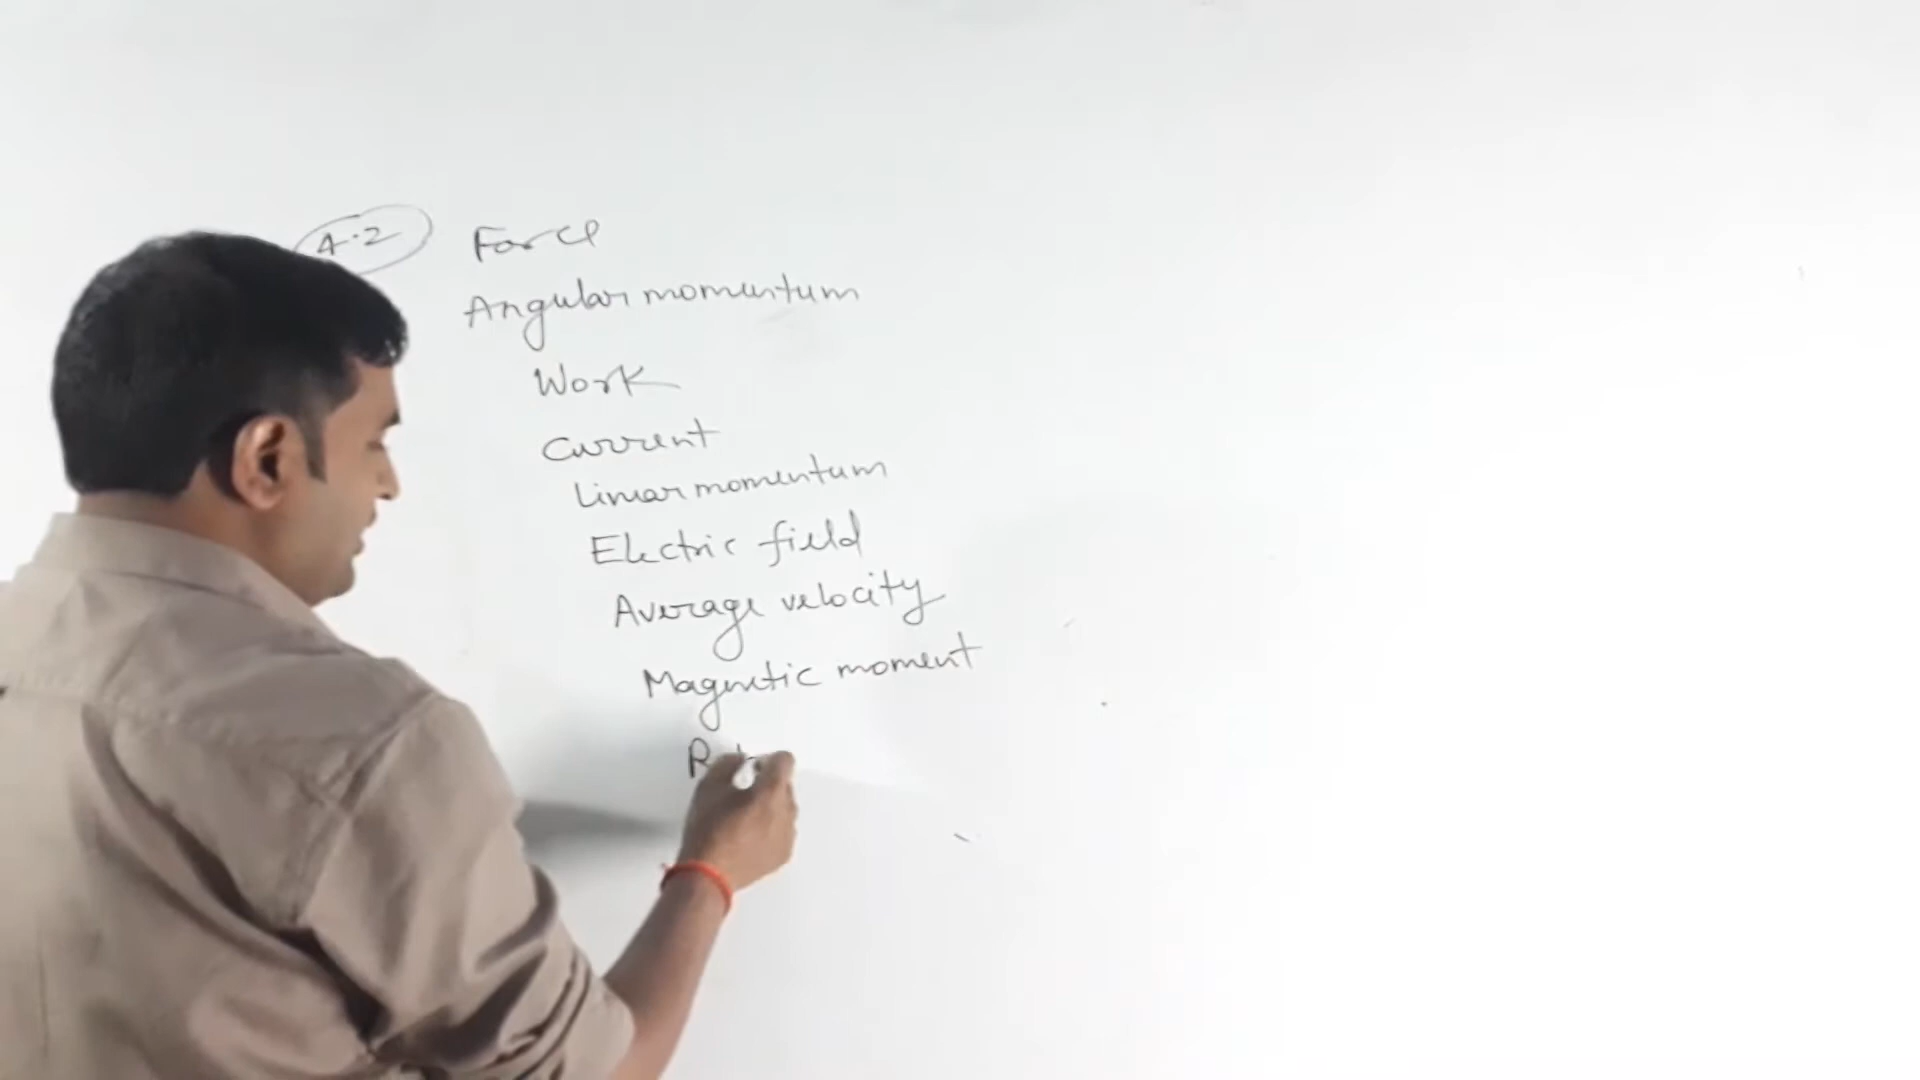 4.2 Force
Angular momentum
Work
Current
Linear momentum
Electric field
Average velocity
Magnetic moment